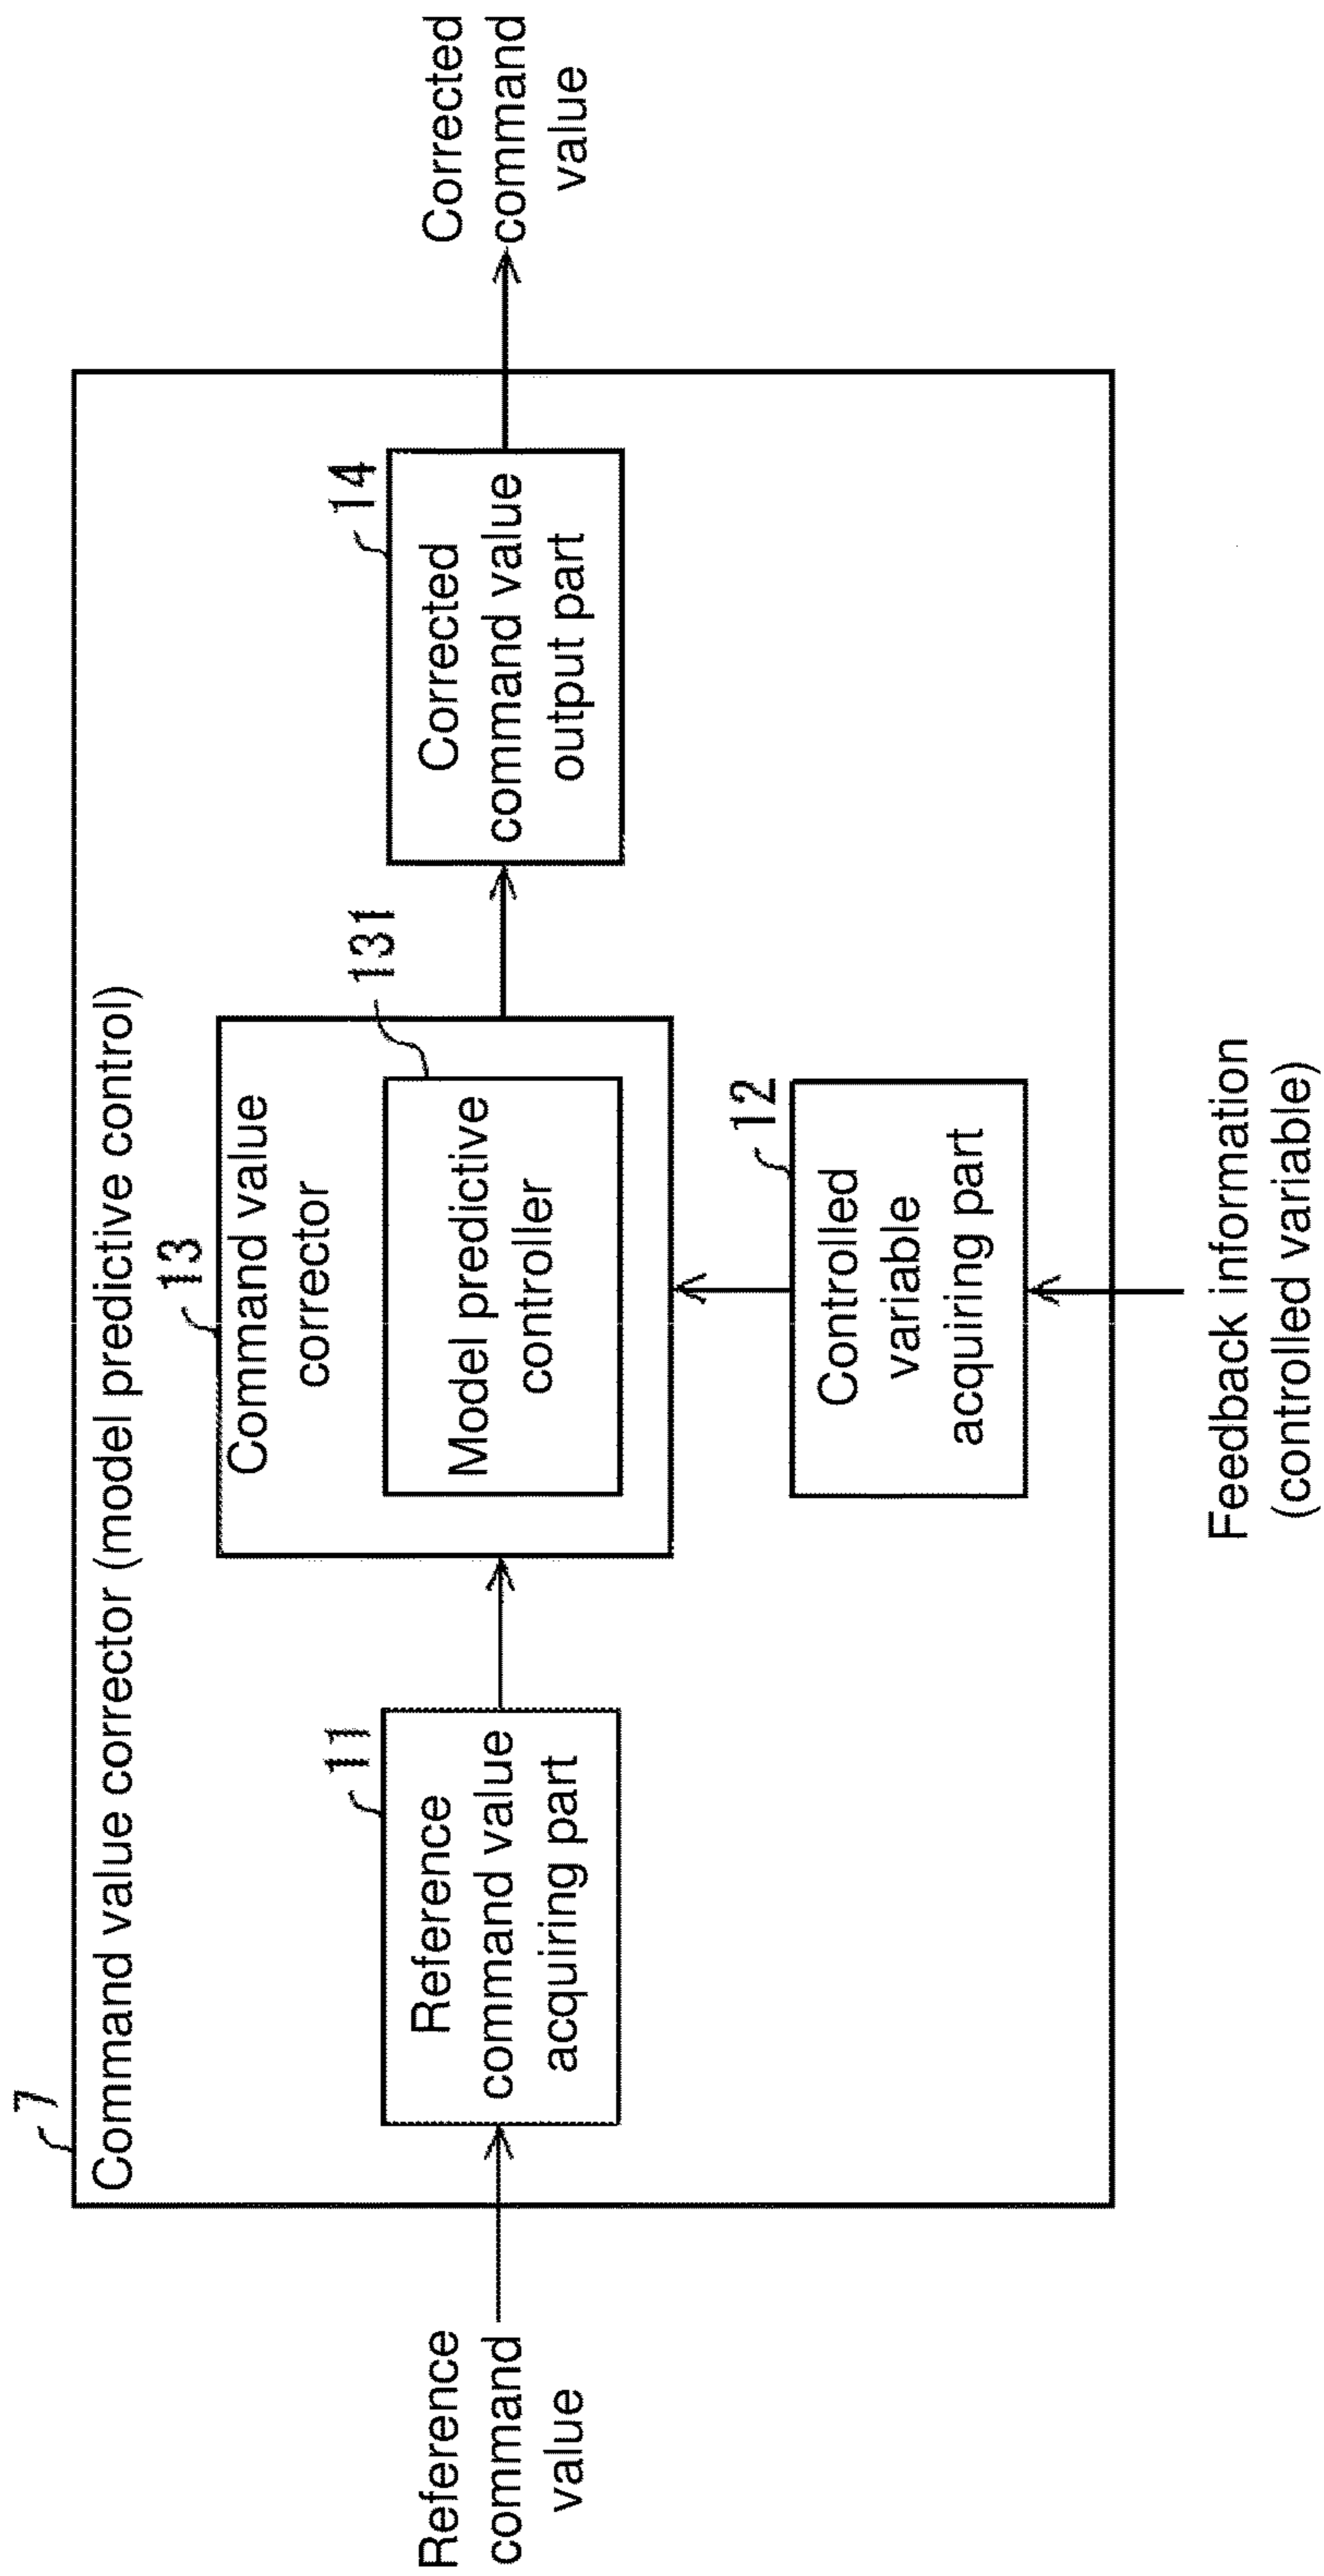 7
Command value corrector (model predictive control)
Reference
command
value
11
Reference
command value
acquiring part
13
Command value
corrector
131
Model predictive
controller
12
Controlled
variable
acquiring part
14
Corrected
command value
output part
Corrected
command
value
Feedback information
(controlled variable)